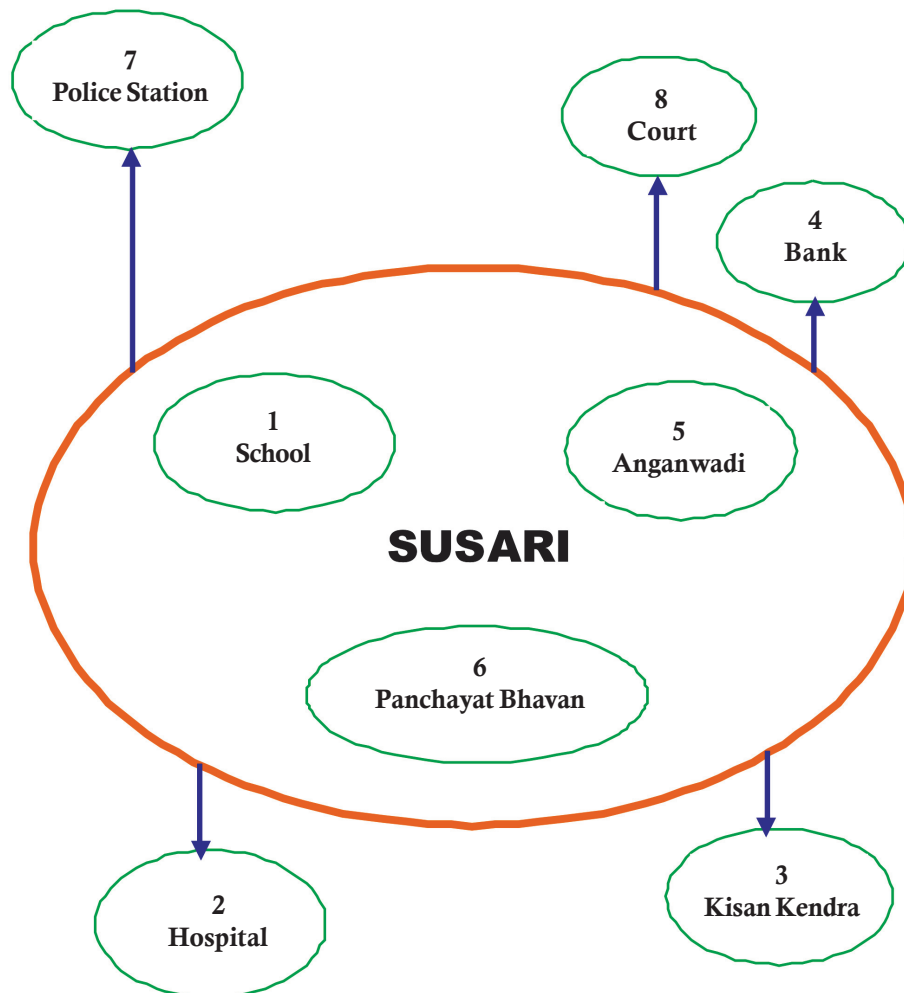 7
Police Station
8
Court
4
Bank
1
School
5
Anganwadi
SUSARI
6
Panchayat Bhavan
3
Kisan Kendra
2
Hospital